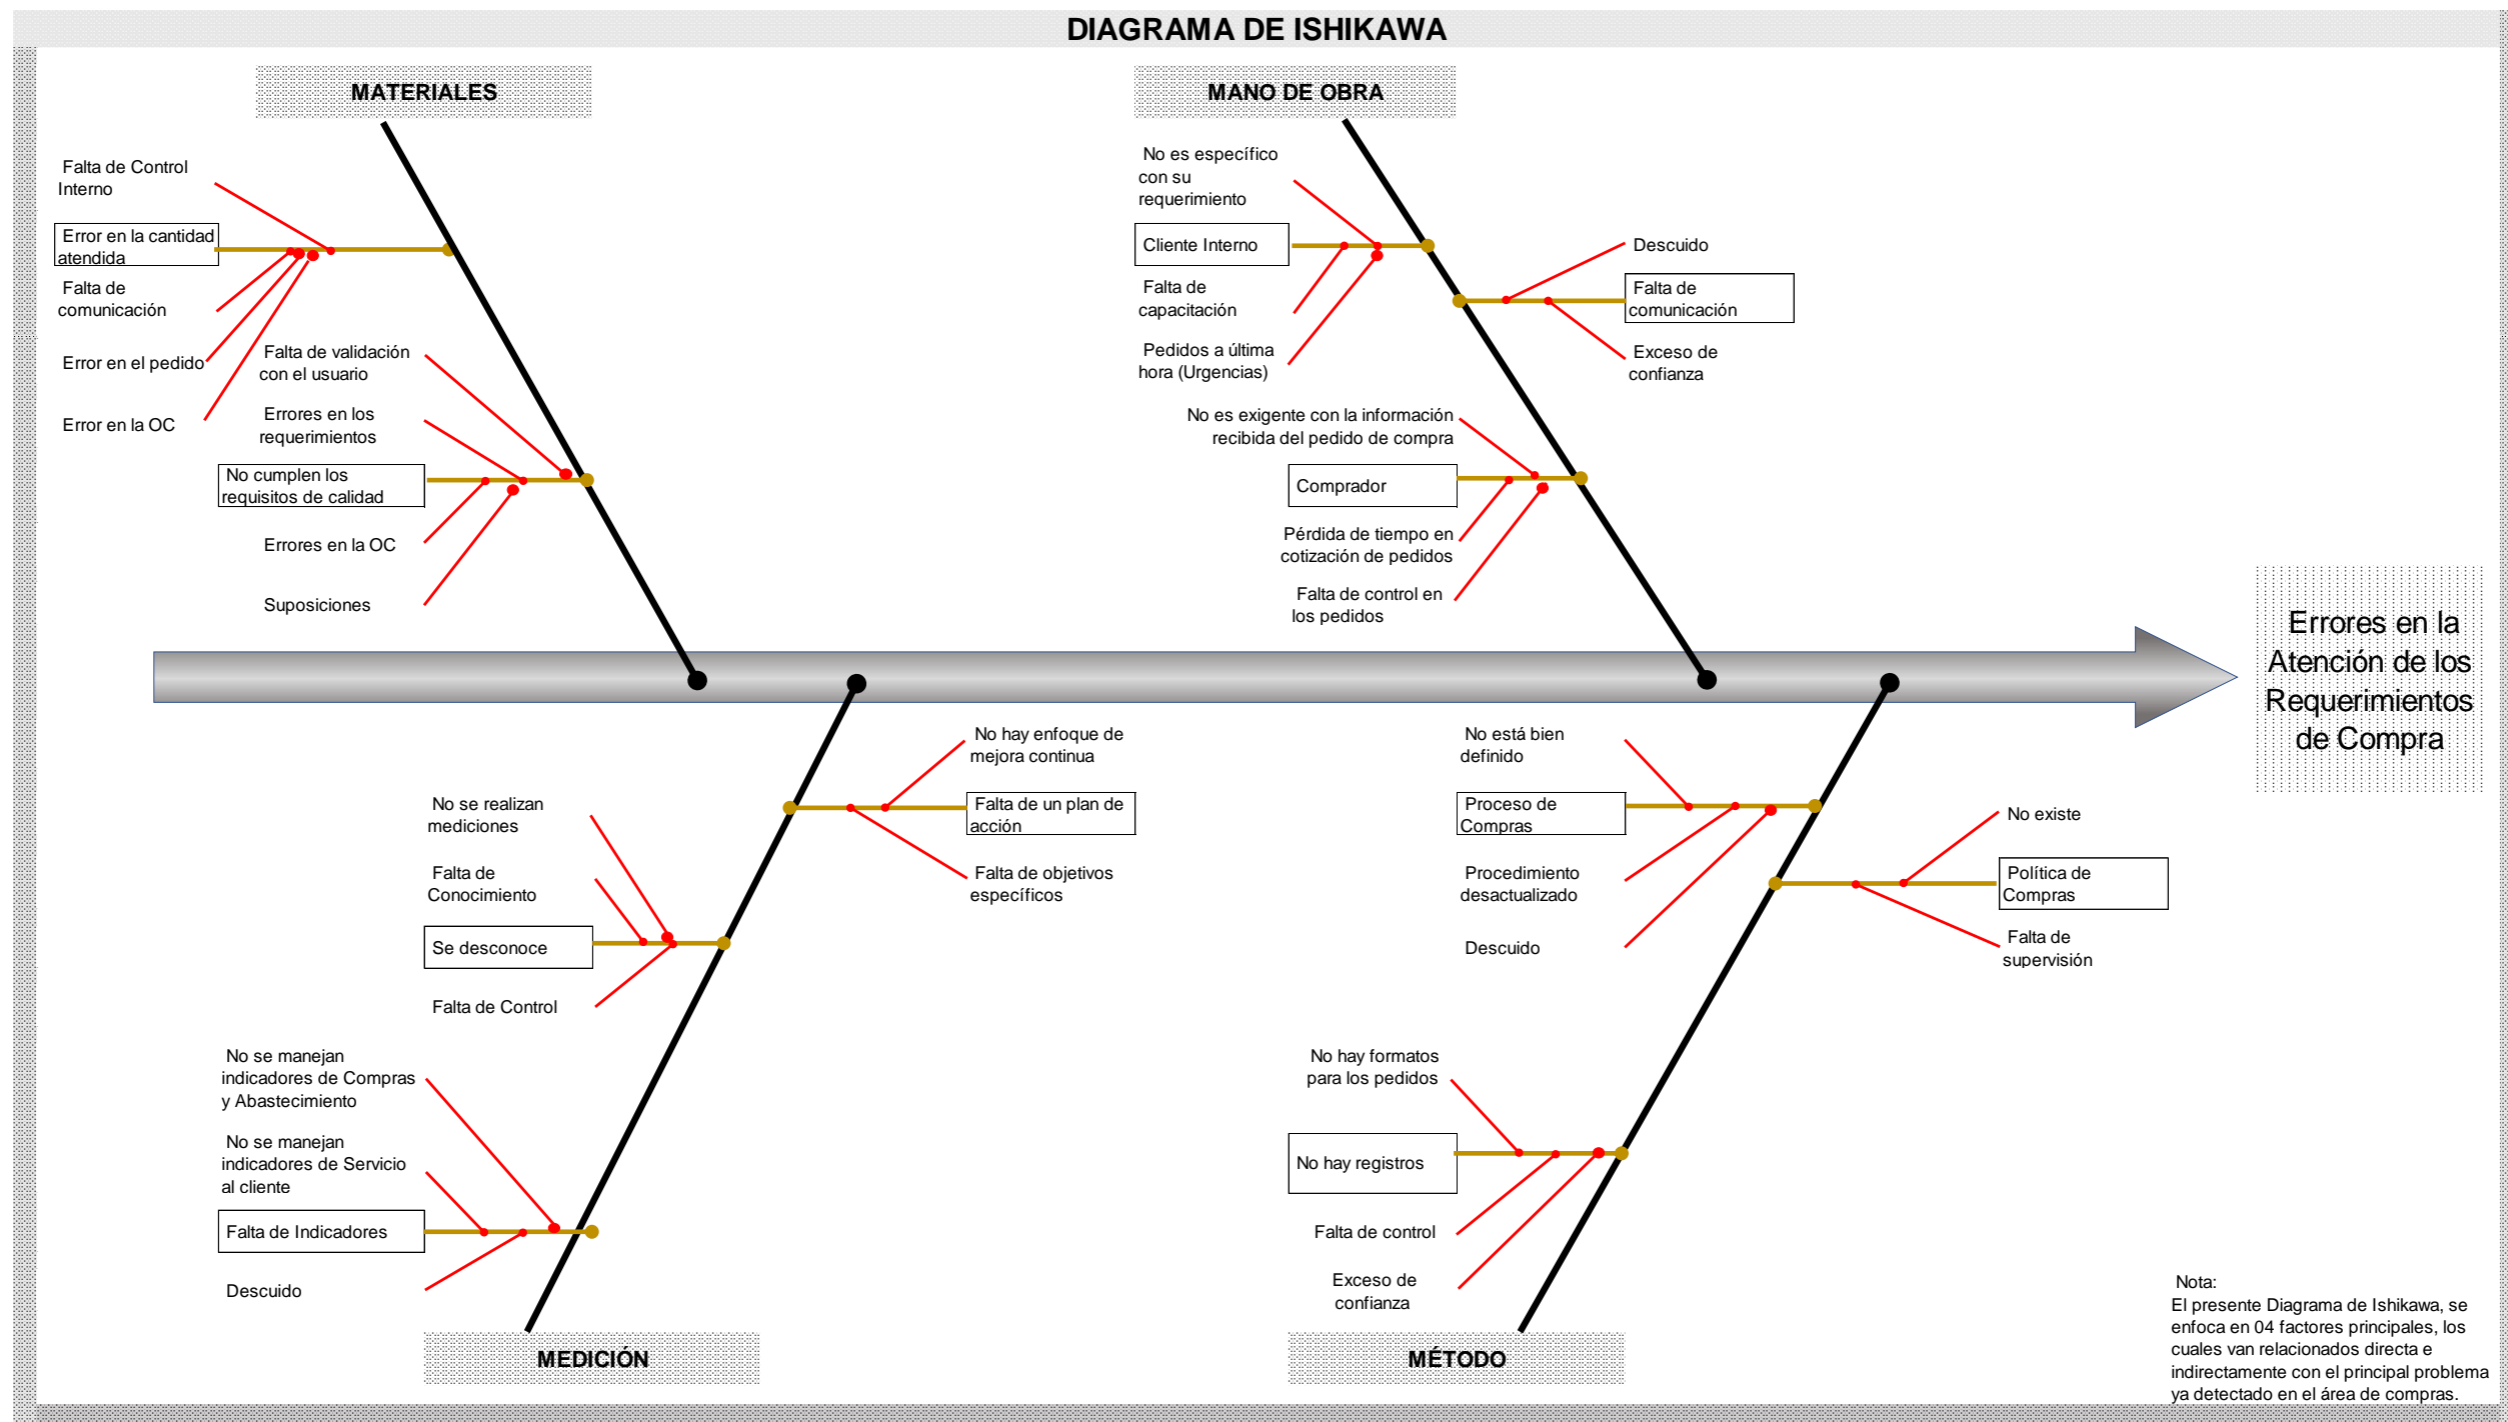 DIAGRAMA DE ISHIKAWA
MATERIALES
Falta de Control
Interno
Error en la cantidad
atendida
Falta de
comunicación
Error en el pedido
Error en la OC
Falta de validación
con el usuario
Errores en los
requerimientos
No cumplen los
requisitos de calidad
Errores en la OC
Suposiciones
MANO DE OBRA
No es específico
con su
requerimiento
Cliente Interno
Falta de
capacitación
Pedidos a última
hora (Urgencias)
Descuido
Falta de
comunicación
Exceso de
confianza
No es exigente con la información
recibida del pedido de compra
Comprador
Pérdida de tiempo en
cotización de pedidos
Falta de control en
los pedidos
Errores en la
Atención de los
Requerimientos
de Compra
No hay enfoque de
mejora continua
Falta de un plan de
acción
Falta de objetivos
específicos
No se realizan
mediciones
Falta de
Conocimiento
Se desconoce
Falta de Control
No se manejan
indicadores de Compras
y Abastecimiento
No se manejan
indicadores de Servicio
al cliente
Falta de Indicadores
Descuido
MEDICIÓN
No está bien
definido
Proceso de
Compras
Procedimiento
desactualizado
Descuido
No existe
Política de
Compras
Falta de
supervisión
No hay formatos
para los pedidos
No hay registros
Falta de control
Exceso de
confianza
MÉTODO
Nota:
El presente Diagrama de Ishikawa, se
enfoca en 04 factores principales, los
cuales van relacionados directa e
indirectamente con el principal problema
ya detectado en el área de compras.